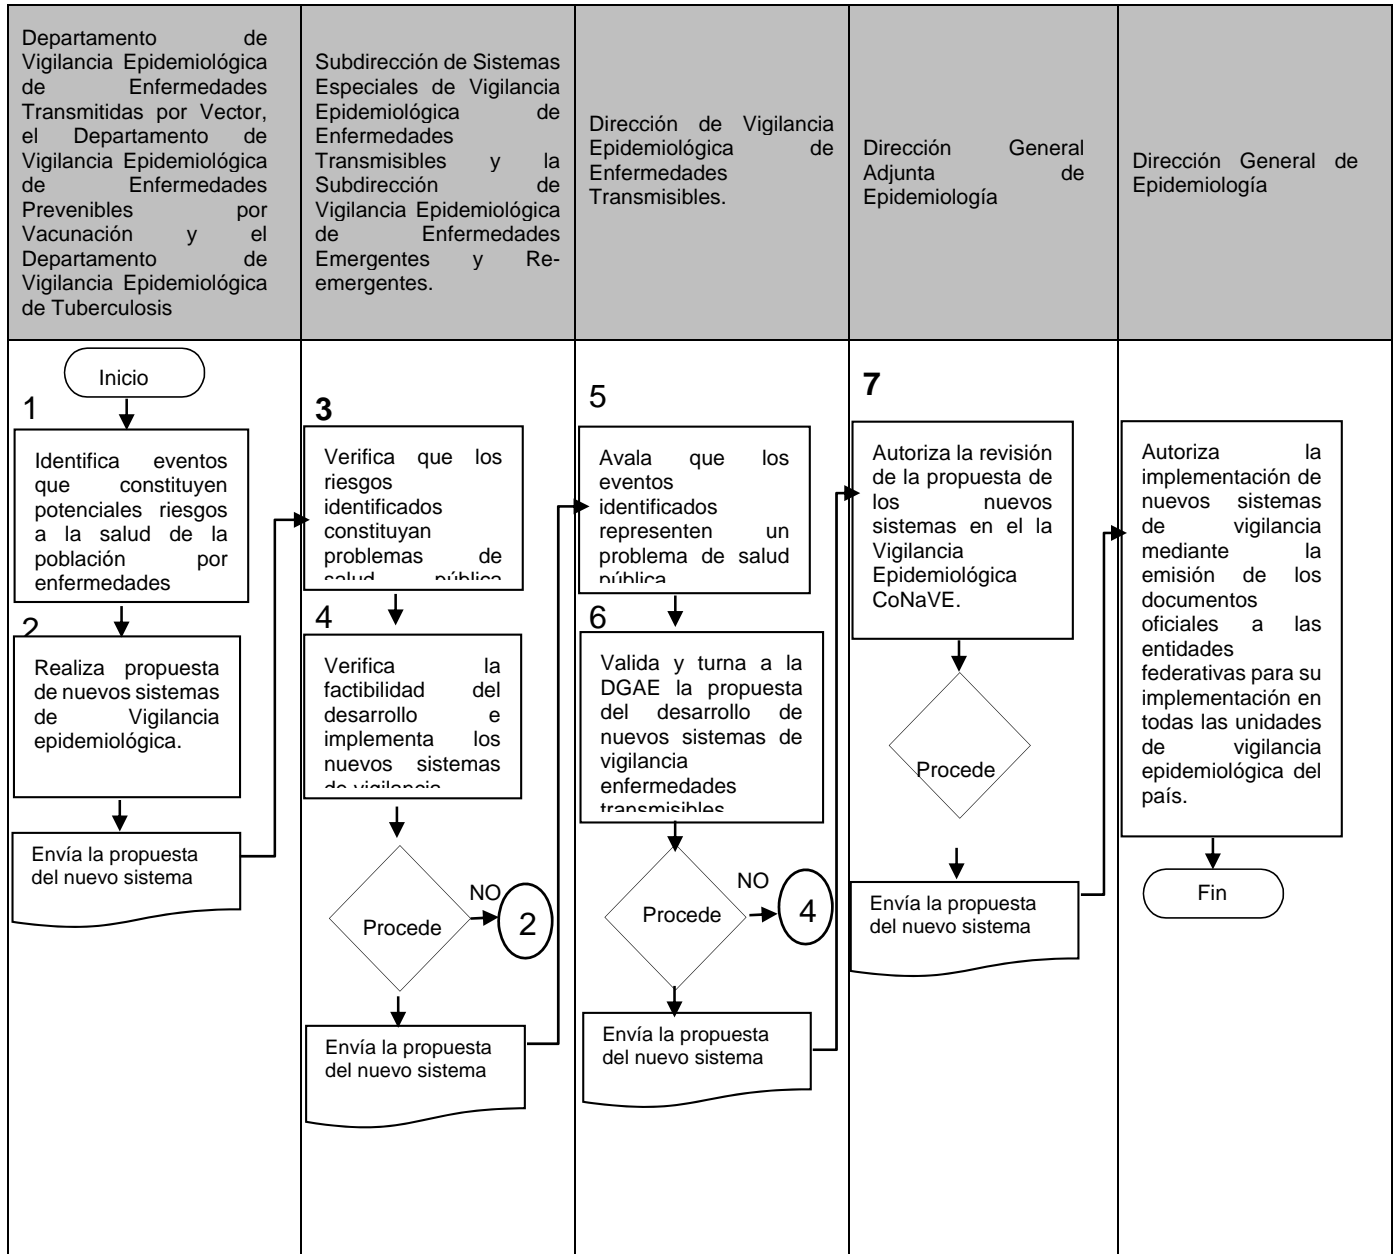 Departamento de
Vigilancia Epidemiológica
de Enfermedades
Transmitidas por Vector,
el Departamento de
Vigilancia Epidemiológica
de Enfermedades
Prevenibles por
Vacunación y el
Departamento de
Vigilancia Epidemiológica
de Tuberculosis
Subdirección de Sistemas
Especiales de Vigilancia
Epidemiológica de
Enfermedades
Transmisibles y la
Subdirección de
Vigilancia Epidemiológica
de Enfermedades
Emergentes y Re-
emergentes.
Dirección de Vigilancia
Epidemiológica de
Enfermedades
Transmisibles.
Dirección General
Adjunta de
Epidemiología
Dirección General de
Epidemiología
Inicio
1
Identifica eventos
que constituyen
potenciales riesgos
a la salud de la
población por
enfermedades
2
Realiza propuesta
de nuevos sistemas
de Vigilancia
epidemiológica.
Envía la propuesta
del nuevo sistema
3
Verifica que los
riesgos
identificados
constituyan
problemas de
salud pública
4
Verifica la
factibilidad del
desarrollo e
implementa los
nuevos sistemas
de vigilancia
Procede
NO
2
Envía la propuesta
del nuevo sistema
5
Avala que los
eventos
identificados
representen un
problema de salud
pública
6
Valida y turna a la
DGAE la propuesta
del desarrollo de
nuevos sistemas de
vigilancia
enfermedades
transmisibles
Procede
NO
4
Envía la propuesta
del nuevo sistema
7
Autoriza la revisión
de la propuesta de
los nuevos
sistemas en el la
Vigilancia
Epidemiológica
CoNaVE.
Procede
Envía la propuesta
del nuevo sistema
Autoriza la
implementación de
nuevos sistemas
de vigilancia
mediante la
emisión de los
documentos
oficiales a las
entidades
federativas para su
implementación en
todas las unidades
de vigilancia
epidemiológica del
país.
Fin